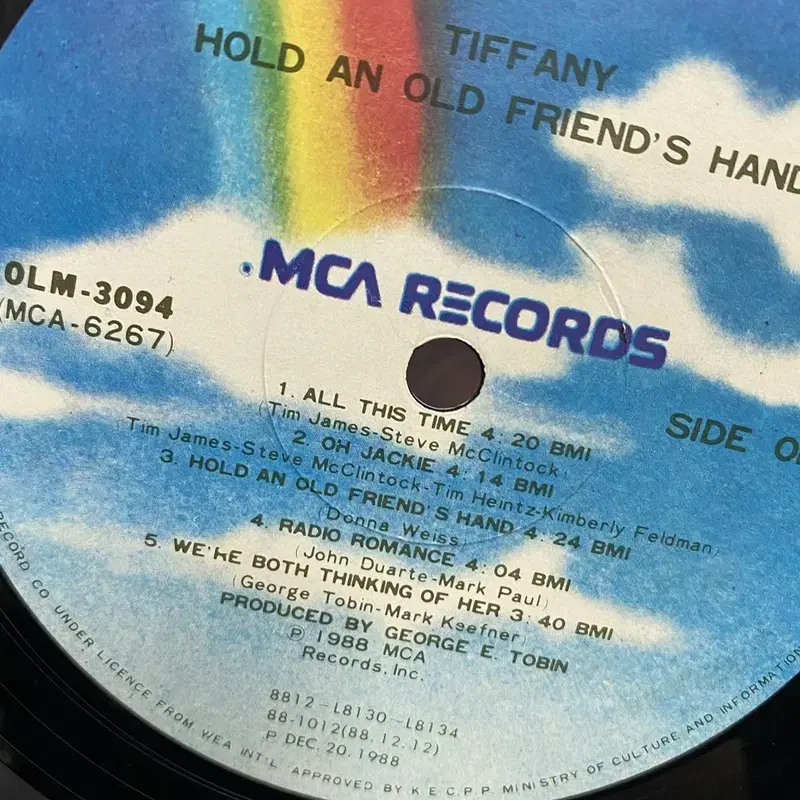 TIFFANY
HOLD AN OLD FRIEND'S HAND
.MCA RECORDS
OLM-3094
(MCA-6267)
SIDE
1. ALL THIS TIME 4:20 BMI
(Tim James-Steve McClintock)
2. OH JACKIE 4:14 BMI
Tim James-Steve McClintock-Tim Heintz-Kimberly Feldman)
3. HOLD AN OLD FRIEND'S HAND 4:24 BMI
(Donna Weiss)
4. RADIO ROMANCE 4:04 BMI
(John Duarte-Mark Paul)
5. WE'HE BOTH THINKING OF HER 3:40 BMI
(George Tobin-Mark Ksefner)
PRODUCED BY GEORGE E. TOBIN
℗ 1988 MCA
Records, Inc.
8812-L8130-L8134
88-1012(88.12.12)
P DEC. 20. 1988
RECORD CO UNDER LICENCE FROM WEA INT'L. APPROVED BY K E C.P.P. MINISTRY OF CULTURE AND INFORMATION